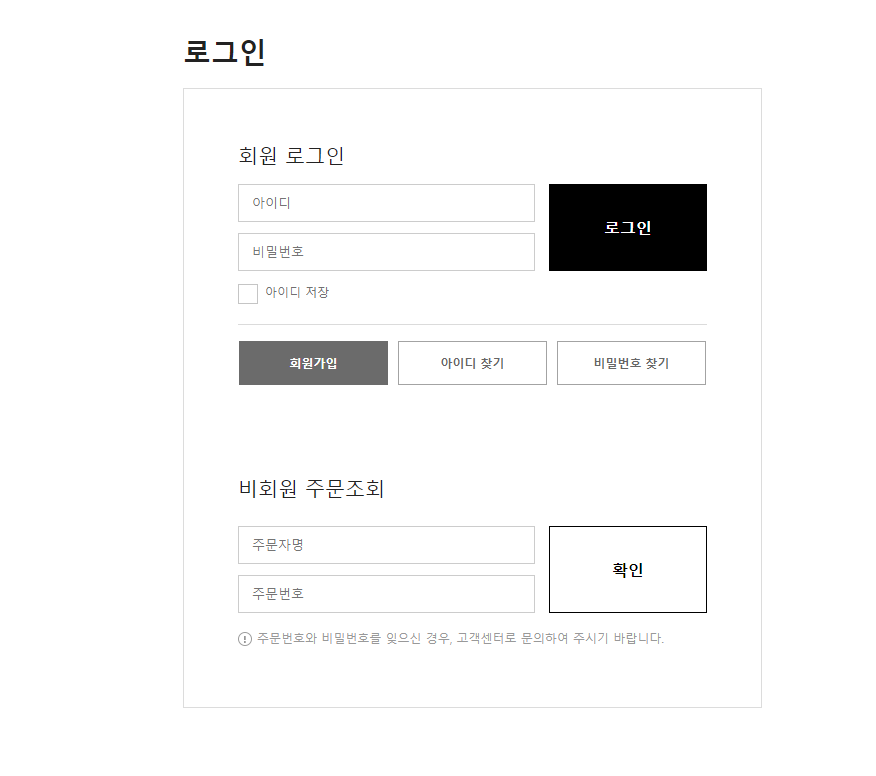 로그인
회원 로그인
아이디
로그인
비밀번호
아이디 저장
회원가입
아이디 찾기
비밀번호 찾기
비회원 주문조회
주문자명
확인
주문번호
주문번호와 비밀번호를 잊으신 경우, 고객센터로 문의하여 주시기 바랍니다.